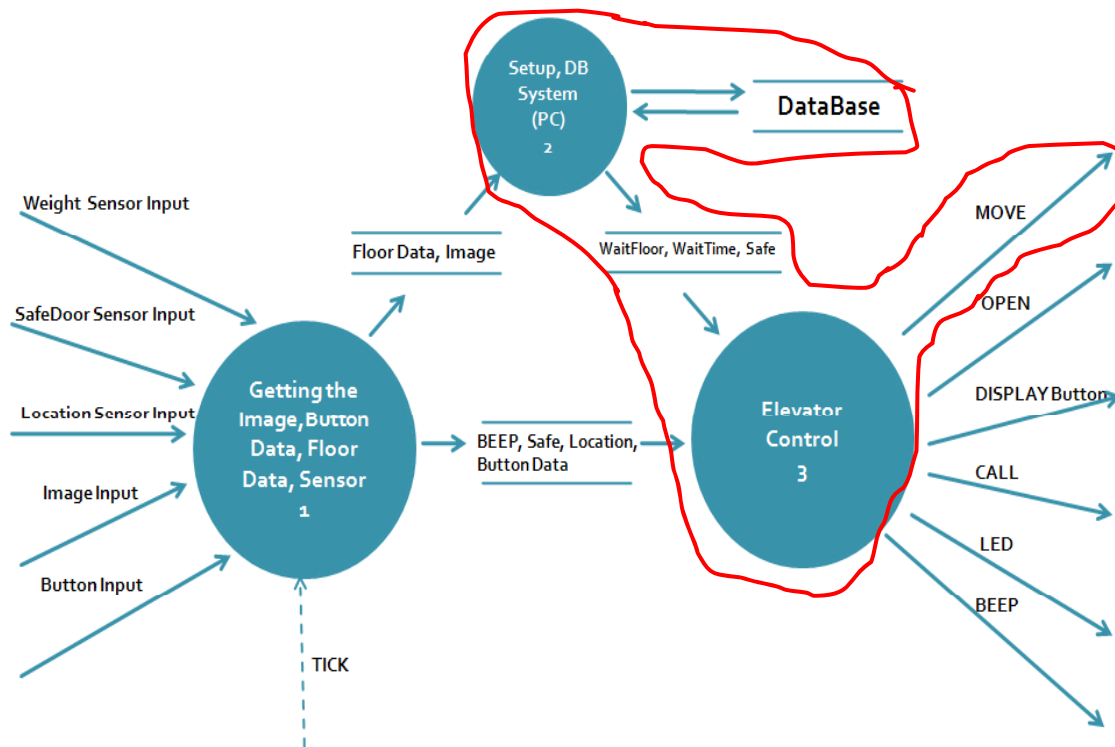 Setup, DB
System
(PC)
2
DataBase
Weight Sensor Input
Floor Data, Image
WaitFloor, WaitTime, Safe
MOVE
SafeDoor Sensor Input
OPEN
Location Sensor Input
Getting the
Image, Button
Data, Floor
Data, Sensor
1
BEEP, Safe, Location,
Button Data
Elevator
Control
3
DISPLAY Button
Image Input
CALL
Button Input
LED
BEEP
TICK